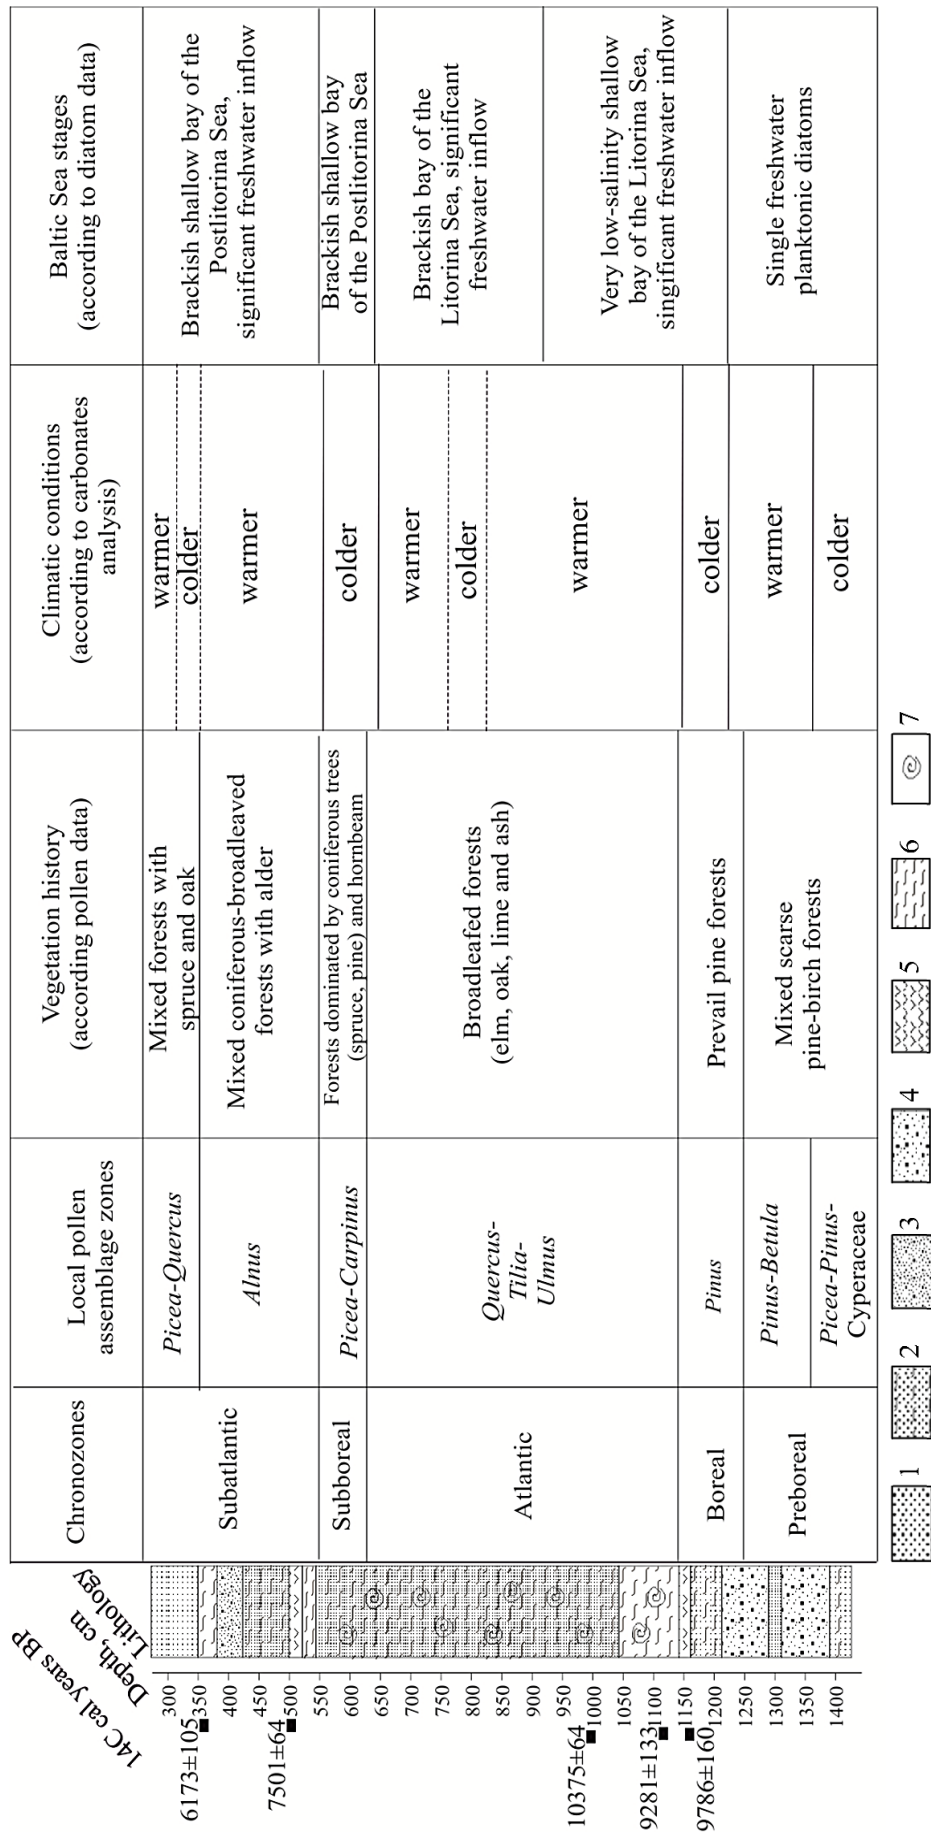 14C cal years BP
Depth, cm
Lithology
Chronozones
Local pollen
assemblage zones
Vegetation history
(according pollen data)
Climatic conditions
(according to carbonates
analysis)
Baltic Sea stages
(according to diatom data)
6173±105
7501±64
10375±64
9281±133
9786±160
300
350
400
450
500
550
600
650
700
750
800
850
900
950
1000
1050
1100
1150
1200
1250
1300
1350
1400
Subatlantic
Subboreal
Atlantic
Boreal
Preboreal
Picea-Quercus
Alnus
Picea-Carpinus
Quercus-
Tilia-
Ulmus
Pinus
Pinus-Betula
Picea-Pinus-
Cyperaceae
Mixed forests with
spruce and oak
Mixed coniferous-broadleaved
forests with alder
Forests dominated by coniferous trees
(spruce, pine) and hornbeam
Broadleafed forests
(elm, oak, lime and ash)
Prevail pine forests
Mixed scarse
pine-birch forests
warmer
colder
warmer
colder
warmer
colder
warmer
colder
warmer
colder
Brackish shallow bay of the
Postlitorina Sea,
significant freshwater inflow
Brackish shallow bay
of the Postlitorina Sea
Brackish bay of the
Litorina Sea, significant
freshwater inflow
Very low-salinity shallow
bay of the Litorina Sea,
singificant freshwater inflow
Single freshwater
planktonic diatoms
1
2
3
4
5
6
7